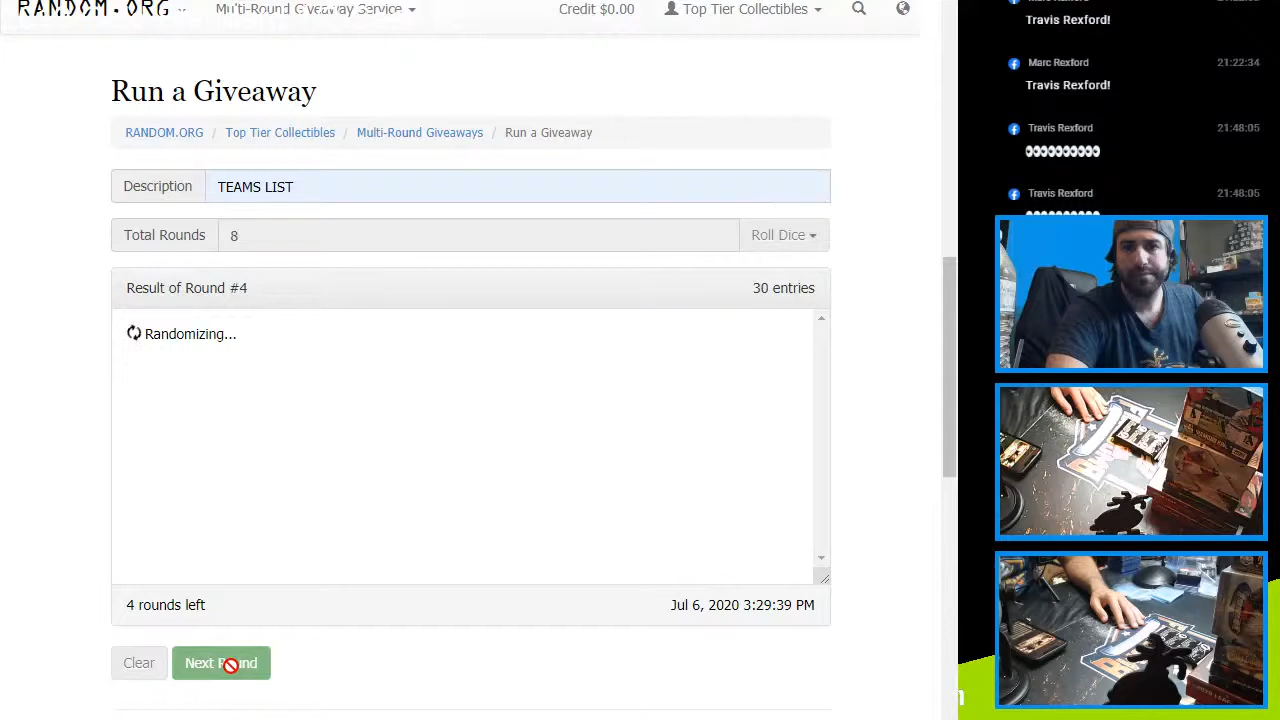 RANDOM.ORG
Multi-Round Giveaway Service
Credit $0.00
Top Tier Collectibles
Run a Giveaway
RANDOM.ORG / Top Tier Collectibles / Multi-Round Giveaways / Run a Giveaway
Description TEAMS LIST
Total Rounds 8 Roll Dice
Result of Round #4 30 entries
Randomizing...
4 rounds left Jul 6, 2020 3:29:39 PM
Clear Next Round
Travis Rexford!
Marc Rexford 21:22:34
Travis Rexford!
Travis Rexford 21:48:05
Travis Rexford 21:48:05